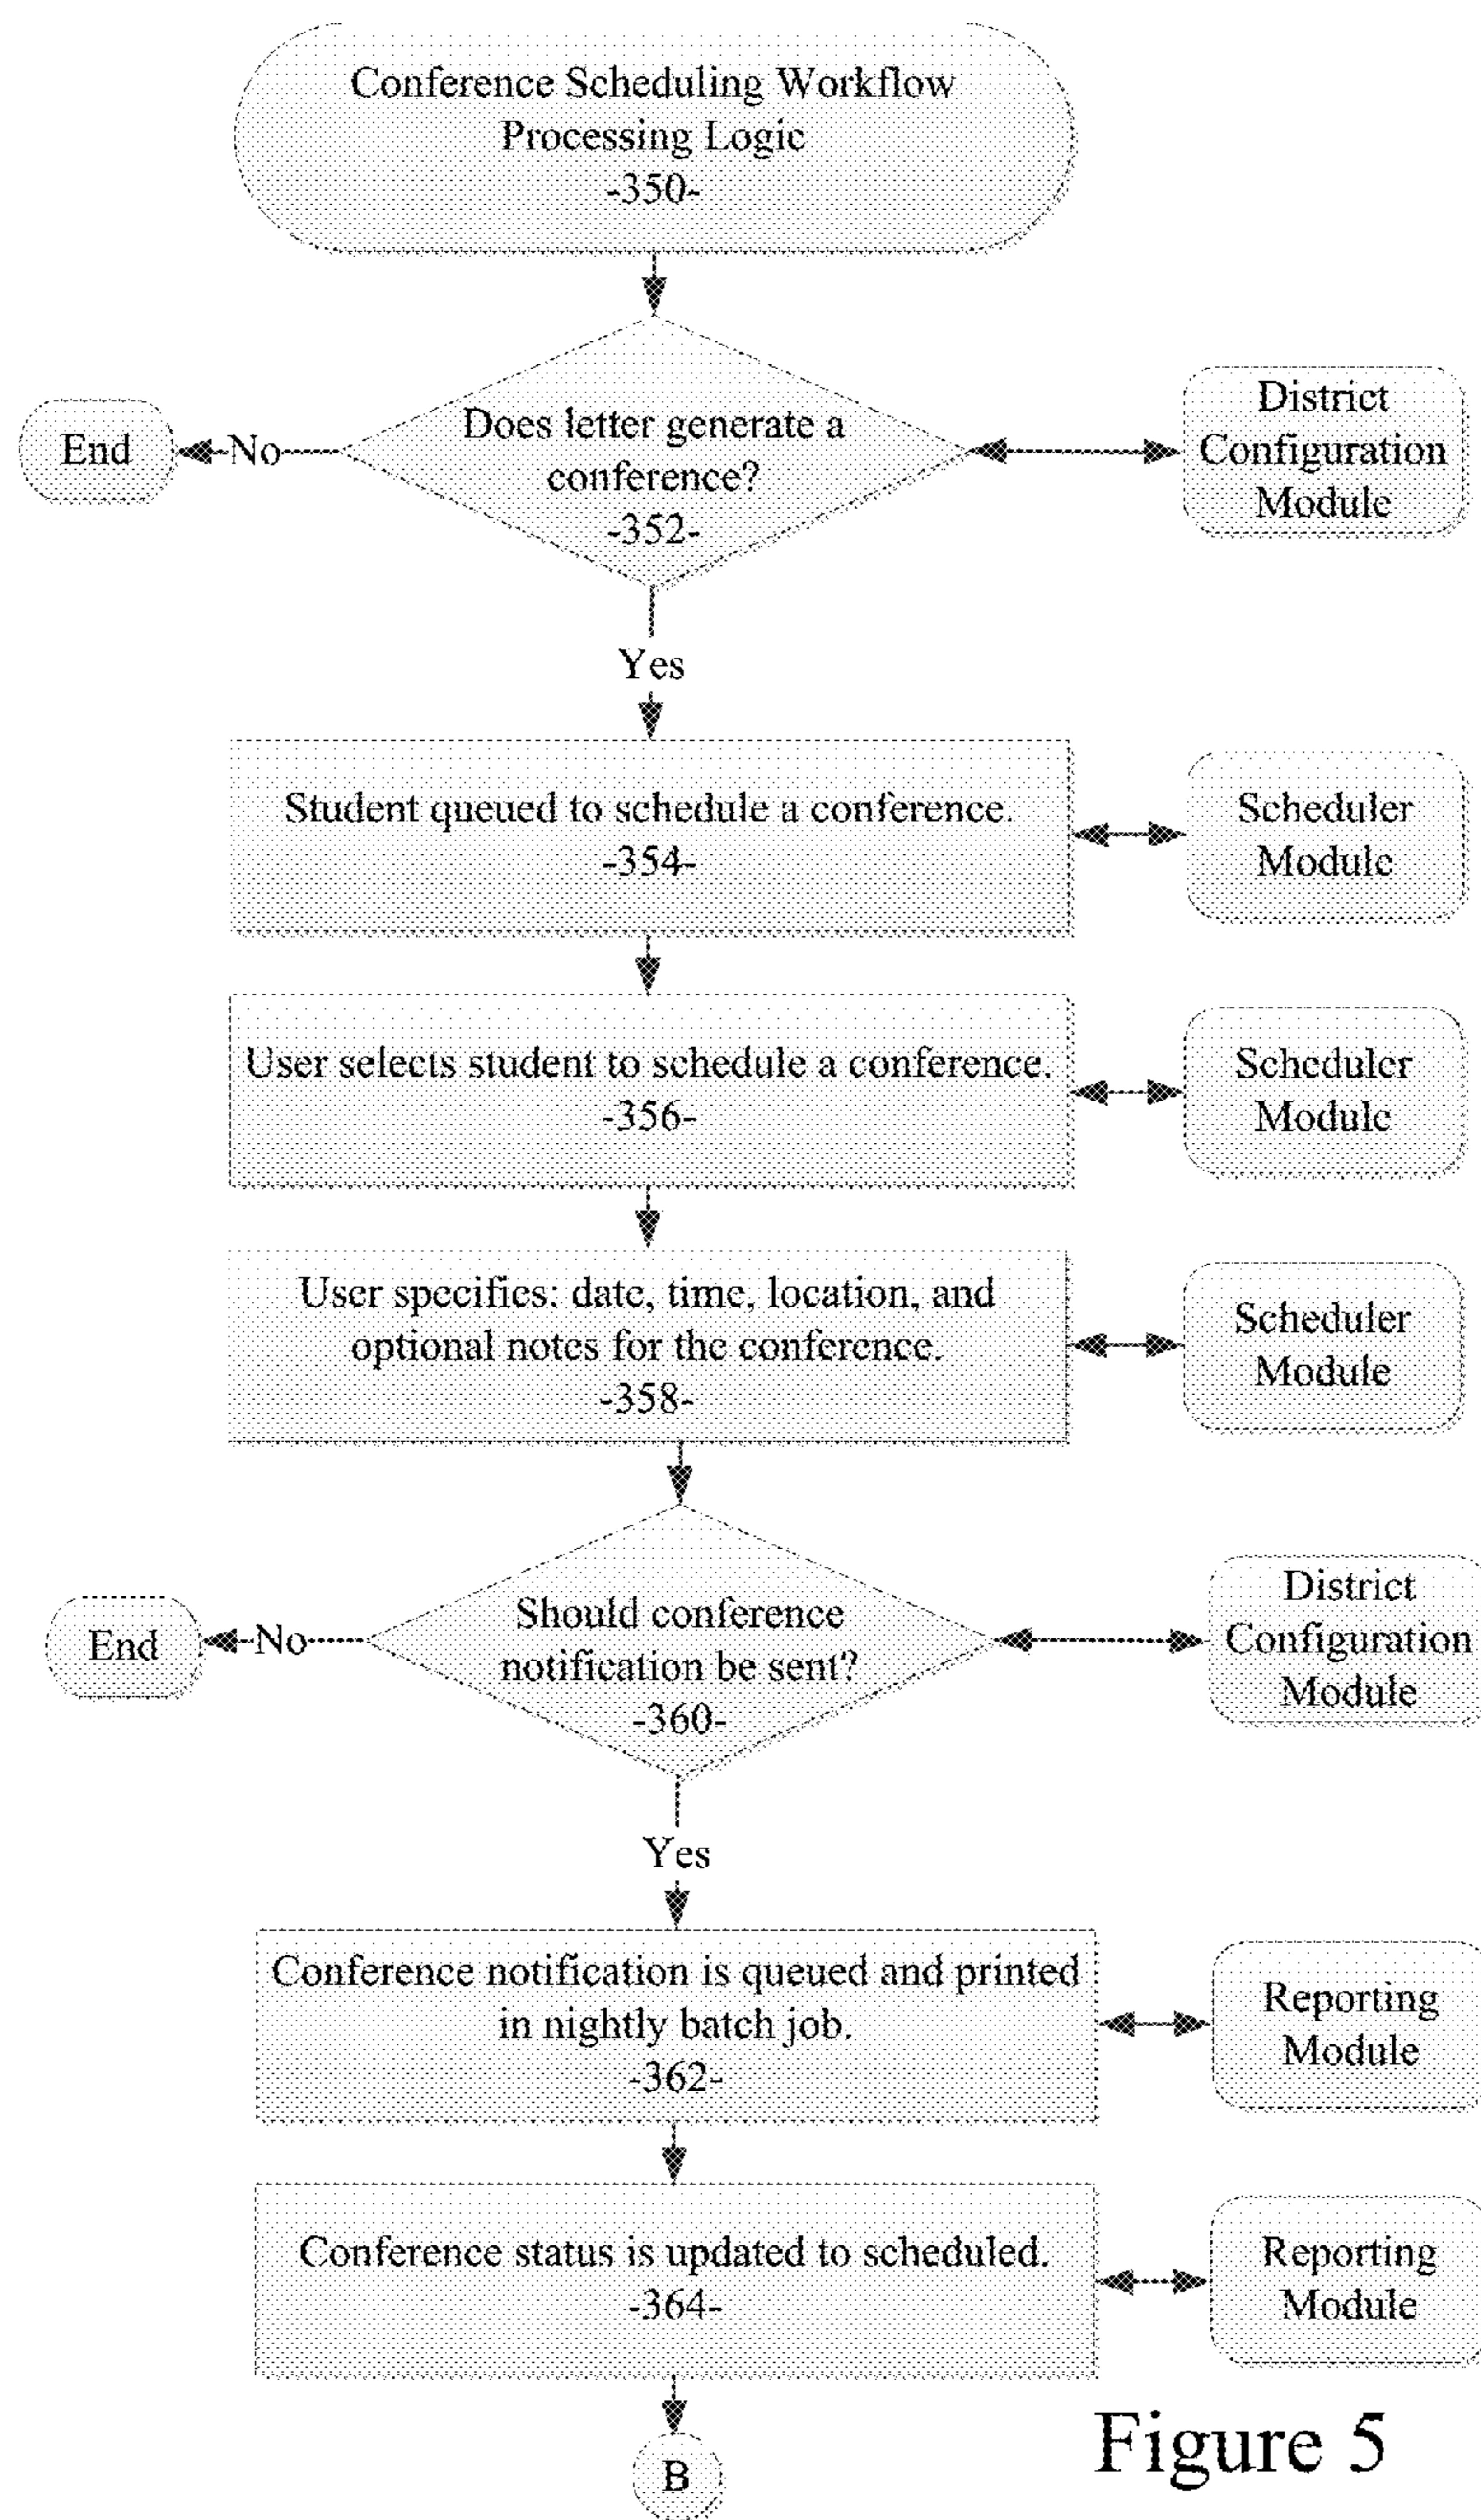 Conference Scheduling Workflow
Processing Logic
-350-
Does letter generate a
conference?
-352-
No
End
District
Configuration
Module
Yes
Student queued to schedule a conference.
-354-
Scheduler
Module
User selects student to schedule a conference.
-356-
Scheduler
Module
User specifies: date, time, location, and
optional notes for the conference.
-358-
Scheduler
Module
Should conference
notification be sent?
-360-
No
End
District
Configuration
Module
Yes
Conference notification is queued and printed
in nightly batch job.
-362-
Reporting
Module
Conference status is updated to scheduled.
-364-
Reporting
Module
B
Figure 5